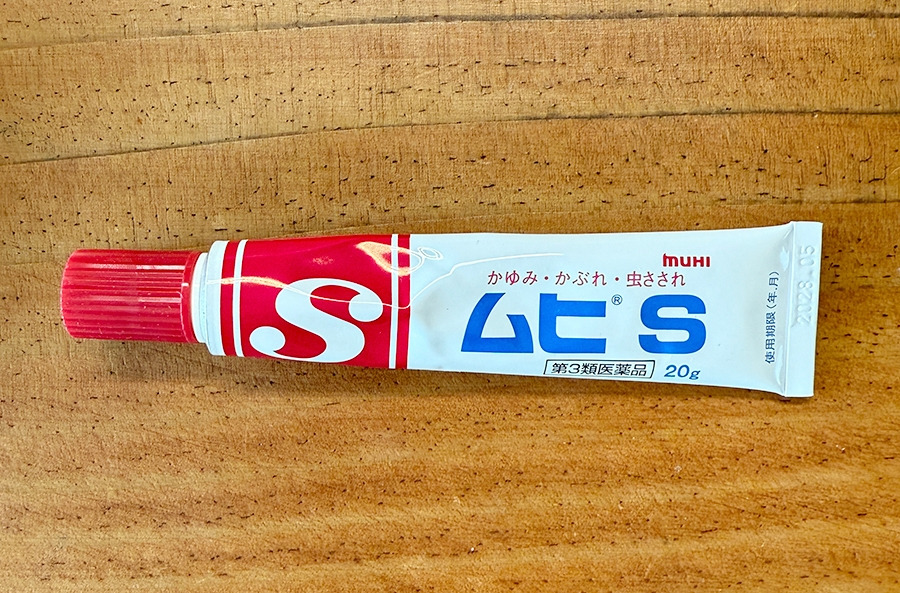 S
muHI
かゆみ・かぶれ・虫さされ
ムヒ®S
第3類医薬品 20g
使用期限(年.月)
2023.05